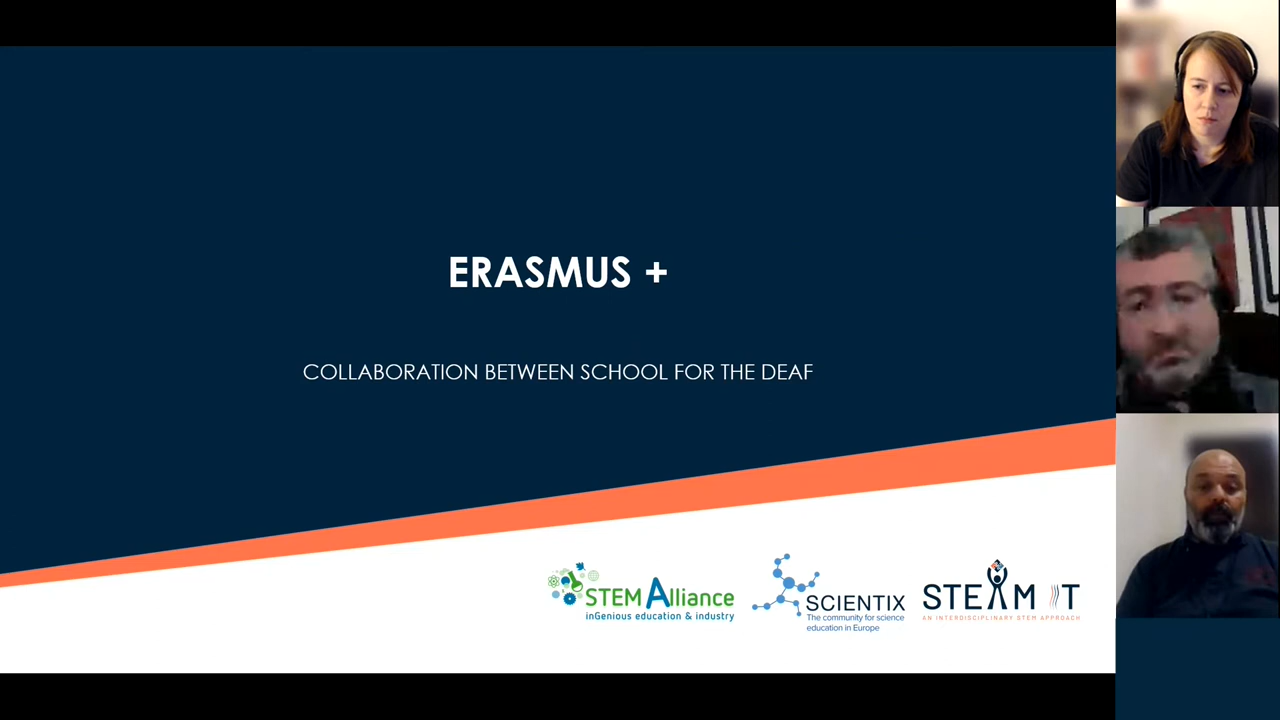 ERASMUS +
COLLABORATION BETWEEN SCHOOL FOR THE DEAF
STEM Alliance
inGenious education & industry
SCIENTIX
The community for science
education in Europe
STEAM IT
AN INTERDISCIPLINARY STEM APPROACH